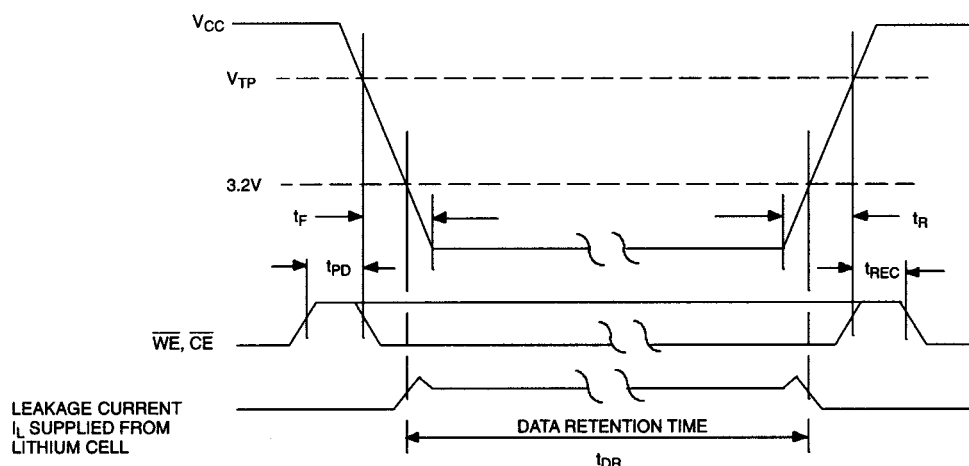 VCC
VTP
3.2V
tF
tR
tPD
tREC
WE, CE
LEAKAGE CURRENT
IL SUPPLIED FROM
LITHIUM CELL
DATA RETENTION TIME
tDR